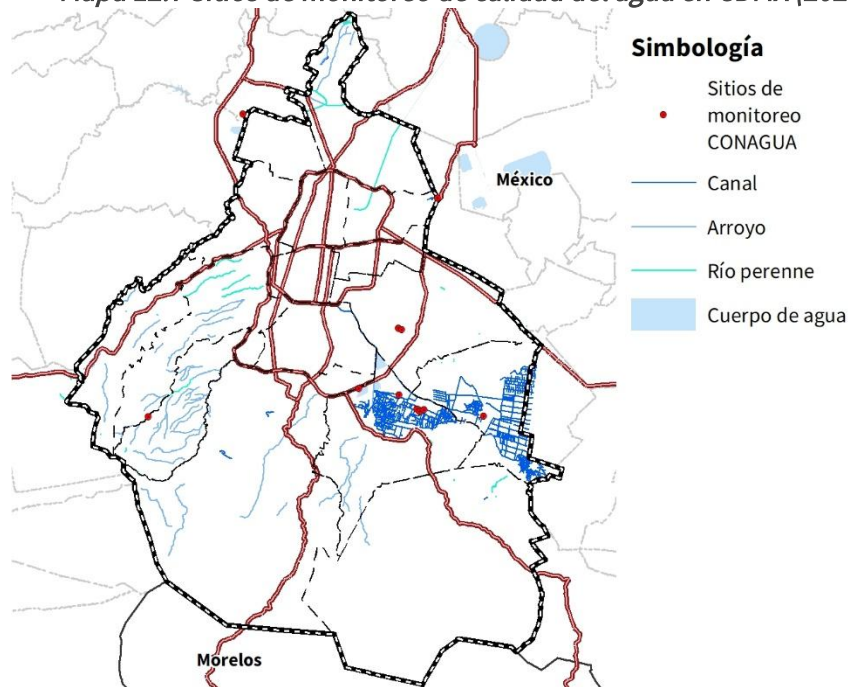 Simbología
Sitios de
monitoreo
CONAGUA
Canal
Arroyo
Río perenne
Cuerpo de agua
México
Morelos